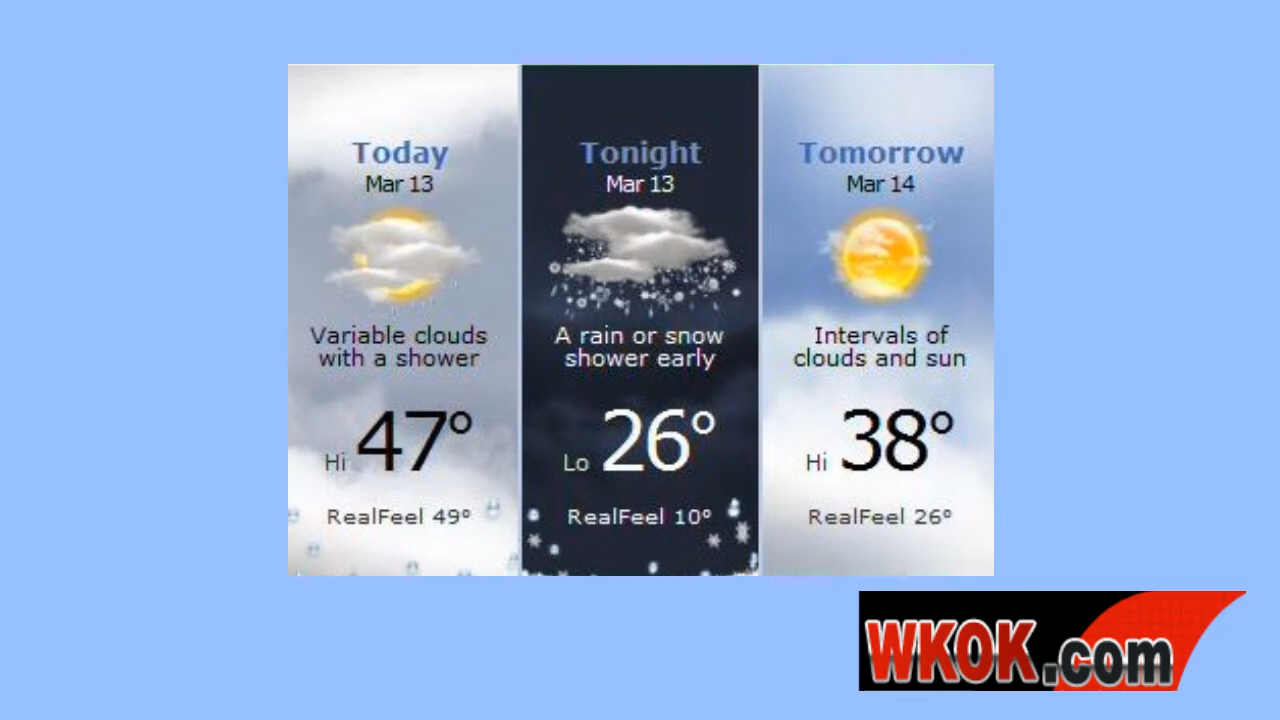 Today
Mar 13
Variable clouds
with a shower
Hi 47°
RealFeel 49°
Tonight
Mar 13
A rain or snow
shower early
Lo 26°
RealFeel 10°
Tomorrow
Mar 14
Intervals of
clouds and sun
Hi 38°
RealFeel 26°
WKOK.com